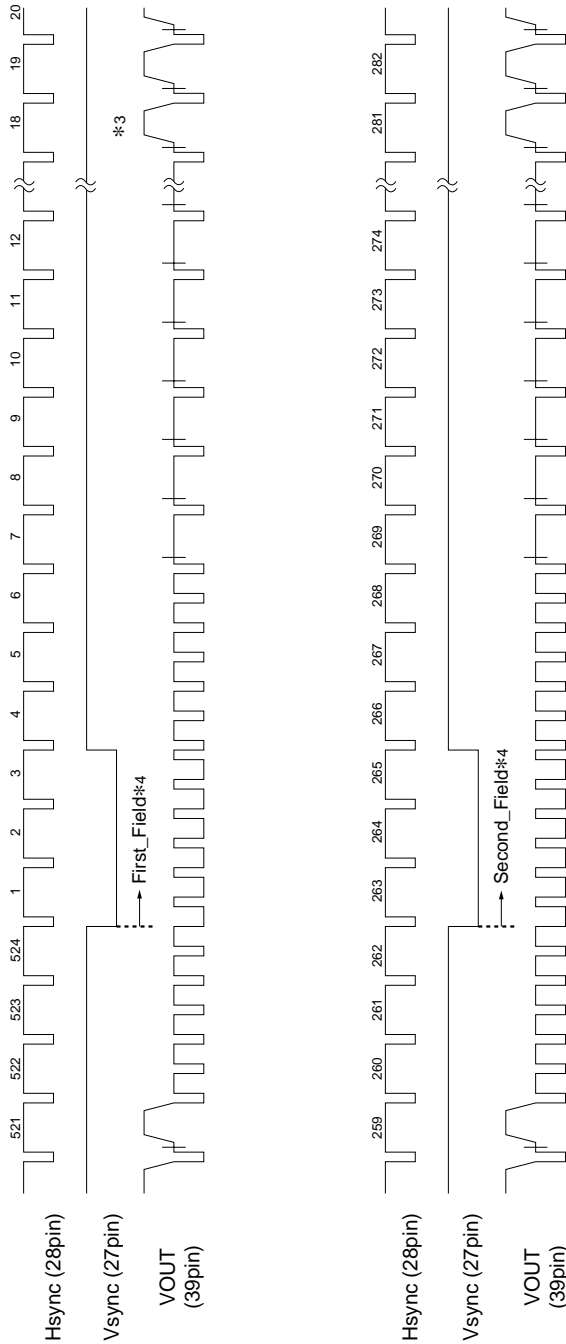 521 522 523 524 1 2 3 4 5 6 7 8 9 10 11 12 18 19 20
Hsync (28pin)
Vsync (27pin)
First_Field*4
*3
VOUT
(39pin)
259 260 261 262 263 264 265 266 267 268 269 270 271 272 273 274 281 282
Hsync (28pin)
Vsync (27pin)
Second_Field*4
VOUT
(39pin)